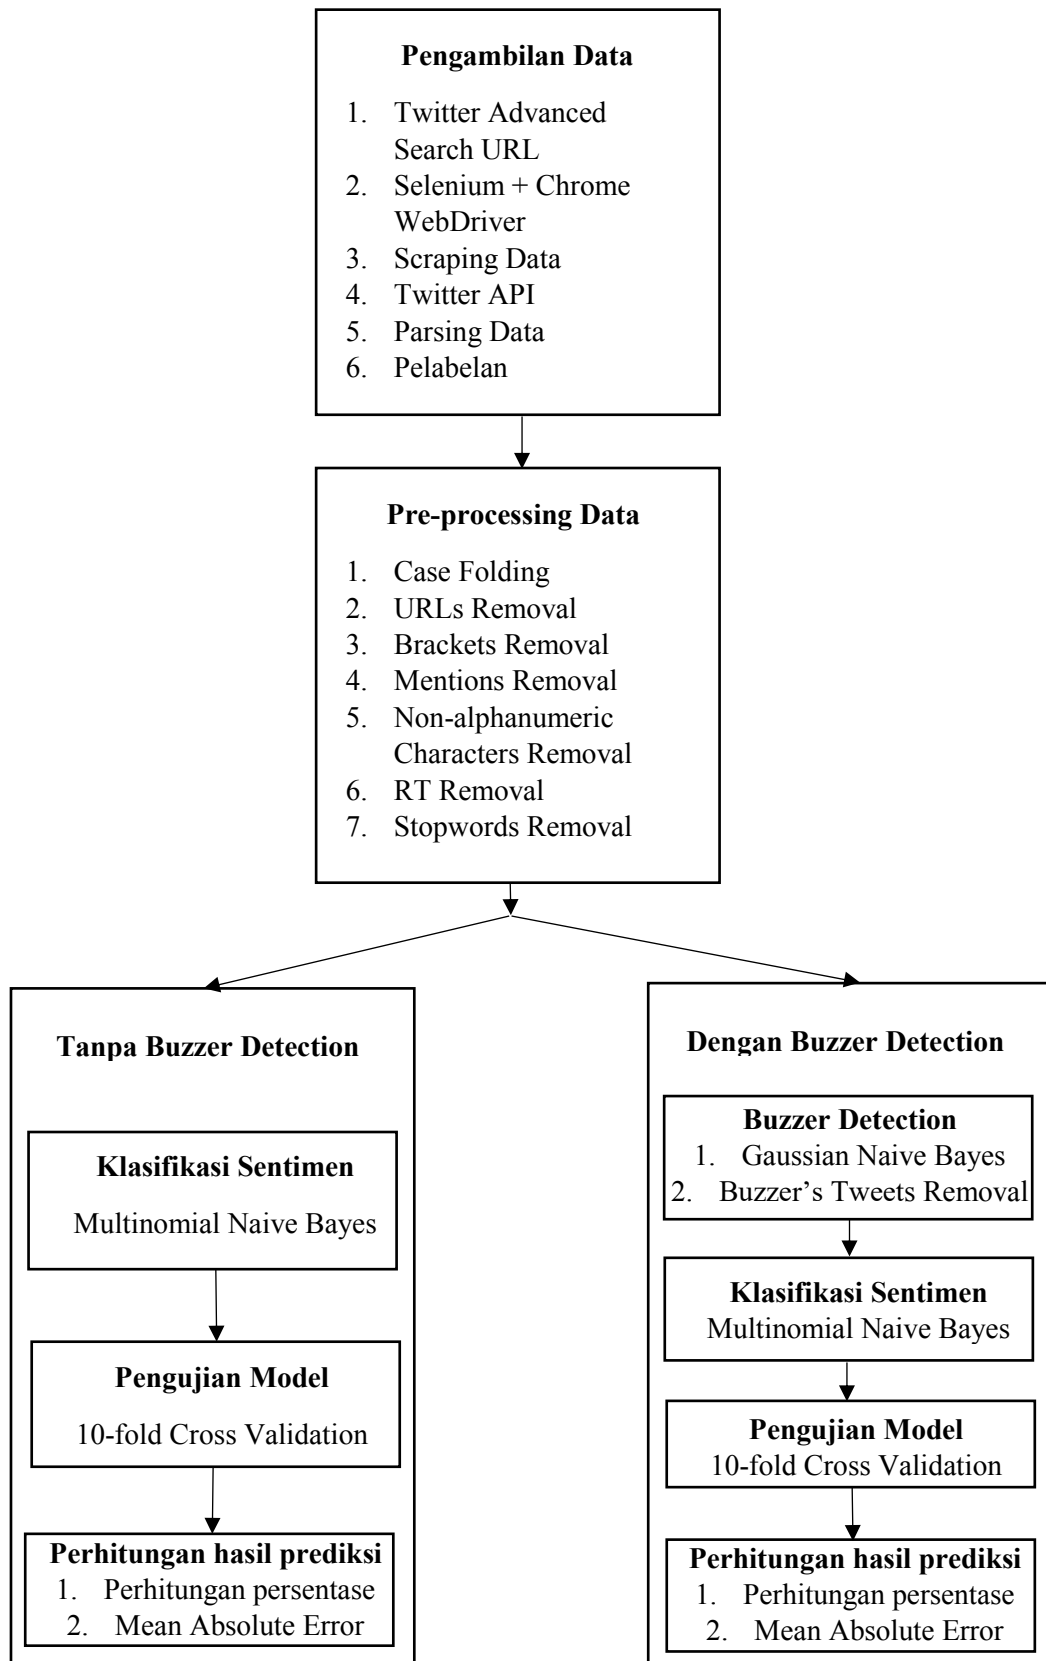 Pengambilan Data
1. Twitter Advanced
Search URL
2. Selenium + Chrome
WebDriver
3. Scraping Data
4. Twitter API
5. Parsing Data
6. Pelabelan
Pre-processing Data
1. Case Folding
2. URLs Removal
3. Brackets Removal
4. Mentions Removal
5. Non-alphanumeric
Characters Removal
6. RT Removal
7. Stopwords Removal
Tanpa Buzzer Detection
Klasifikasi Sentimen
Multinomial Naive Bayes
Pengujian Model
10-fold Cross Validation
Perhitungan hasil prediksi
1. Perhitungan persentase
2. Mean Absolute Error
Dengan Buzzer Detection
Buzzer Detection
1. Gaussian Naive Bayes
2. Buzzer’s Tweets Removal
Klasifikasi Sentimen
Multinomial Naive Bayes
Pengujian Model
10-fold Cross Validation
Perhitungan hasil prediksi
1. Perhitungan persentase
2. Mean Absolute Error